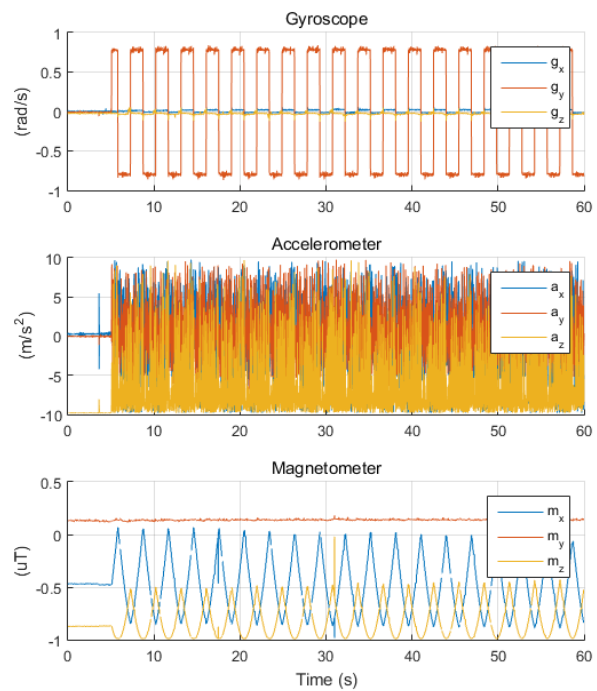 Gyroscope
(rad/s)
1
0.5
0
-0.5
-1
g_x
g_y
g_z
0 10 20 30 40 50 60
Accelerometer
(m/s²)
10
5
0
-5
-10
a_x
a_y
a_z
0 10 20 30 40 50 60
Magnetometer
(uT)
0.5
0
-0.5
-1
m_x
m_y
m_z
0 10 20 30 40 50 60
Time (s)